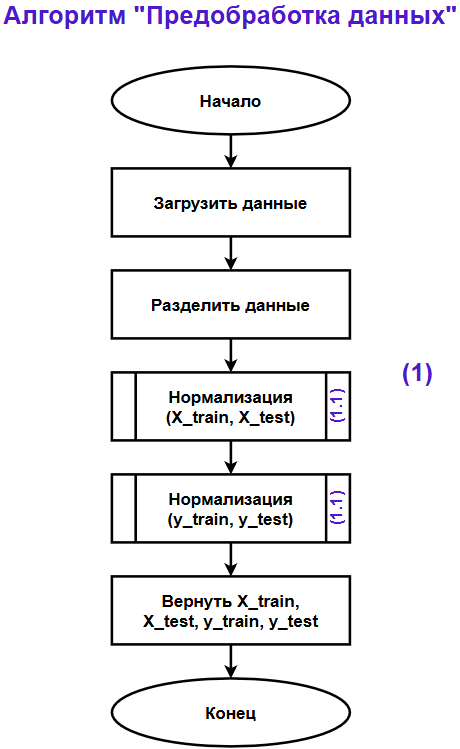 Алгоритм "Предобработка данных"
Начало
Загрузить данные
Разделить данные
(1)
Нормализация
(X_train, X_test)
(1.1)
Нормализация
(y_train, y_test)
(1.1)
Вернуть X_train,
X_test, y_train, y_test
Конец